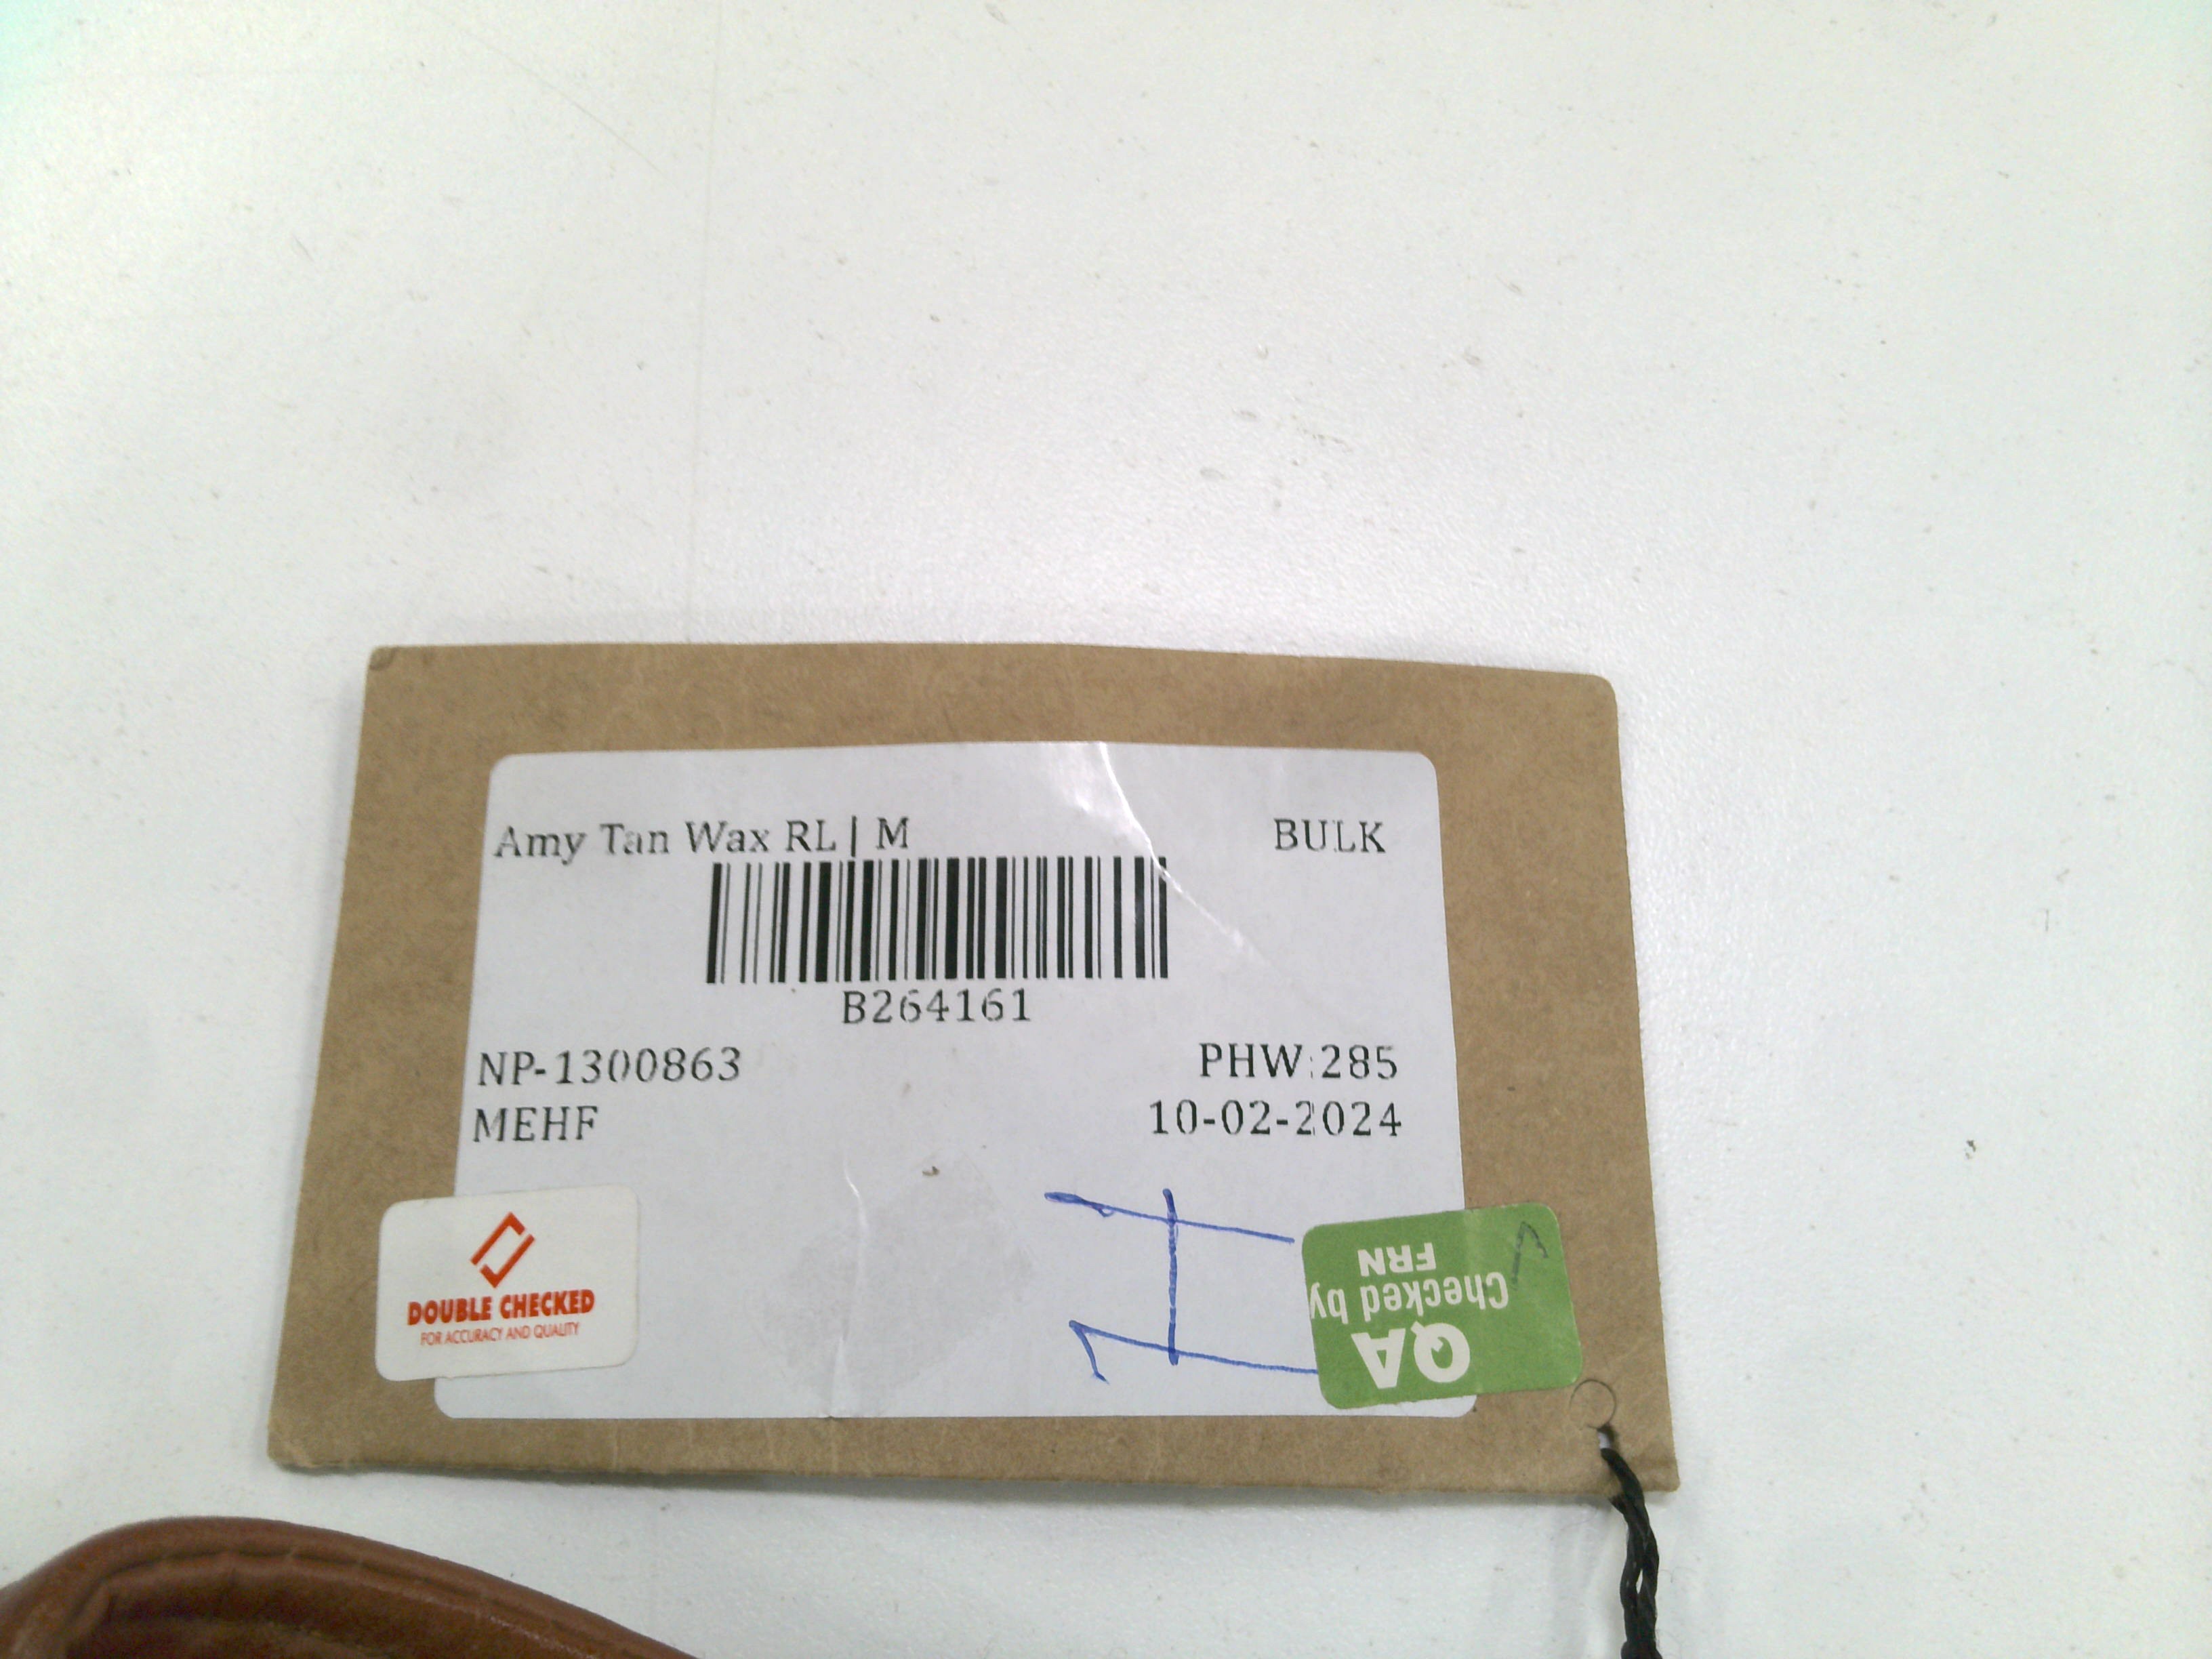 Amy Tan Wax RL | M
BULK
B264161
NP-1300863
PHW:285
MEHF
10-02-2024
DOUBLE CHECKED
FOR ACCURACY AND QUALITY
QA
Checked by
FRN